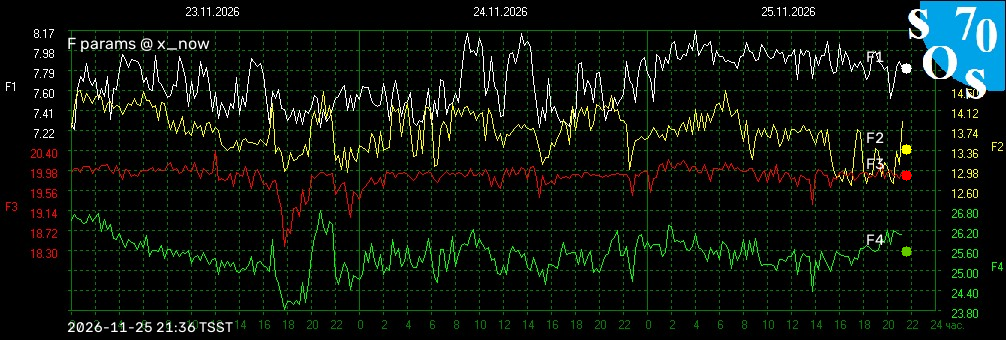 23.11.2026 24.11.2026 25.11.2026
F params @ x_now
8.17
7.98
7.79
7.60
7.41
7.22
F1
20.40
19.98
19.56
19.14
18.72
18.30
F3
F1
F2
F3
F4
SOS70
14.50
14.12
13.74
13.36
12.98
12.60
F2
26.80
26.20
25.60
25.00
24.40
23.80
F4
2026-11-25 21:36 TSST
14 16 18 20 22 0 2 4 6 8 10 12 14 16 18 20 22 0 2 4 6 8 10 12 14 16 18 20 22 24 час.